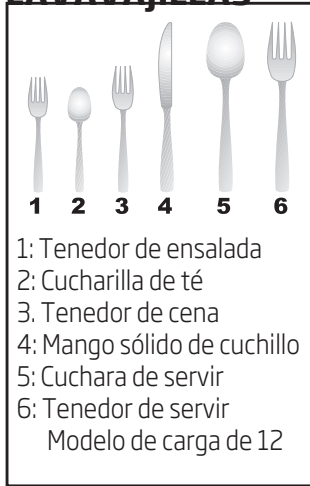 1 2 3 4 5 6
1: Tenedor de ensalada
2: Cucharilla de té
3. Tenedor de cena
4: Mango sólido de cuchillo
5: Cuchara de servir
6: Tenedor de servir
Modelo de carga de 12